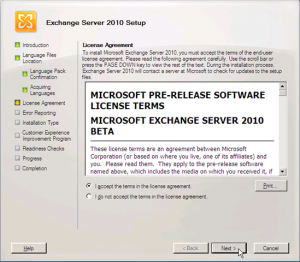 Exchange Server 2010 Setup
Introduction
Language Files
Location
Language Pack
Confirmation
Acquiring
Languages
License Agreement
Error Reporting
Installation Type
Customer Experience
Improvement Program
Readiness Checks
Progress
Completion
License Agreement
To install Microsoft Exchange Server 2010, you must accept the terms of the end-user
license agreement. Please read the following agreement carefully. Use the scroll bar or
press the PAGE DOWN key to view the rest of the text. During the installation process,
Exchange Server 2010 will contact a server at Microsoft to check for updates to the setup
files.
MICROSOFT PRE-RELEASE SOFTWARE
LICENSE TERMS
MICROSOFT EXCHANGE SERVER 2010
BETA
These license terms are an agreement between Microsoft
Corporation (or based on where you live, one of its affiliates) and
you. Please read them. They apply to the pre-release software
named above, which includes the media on which you received it, if
I accept the terms in the license agreement.
I do not accept the terms in the license agreement.
Print...
Help
< Back
Next >
Cancel